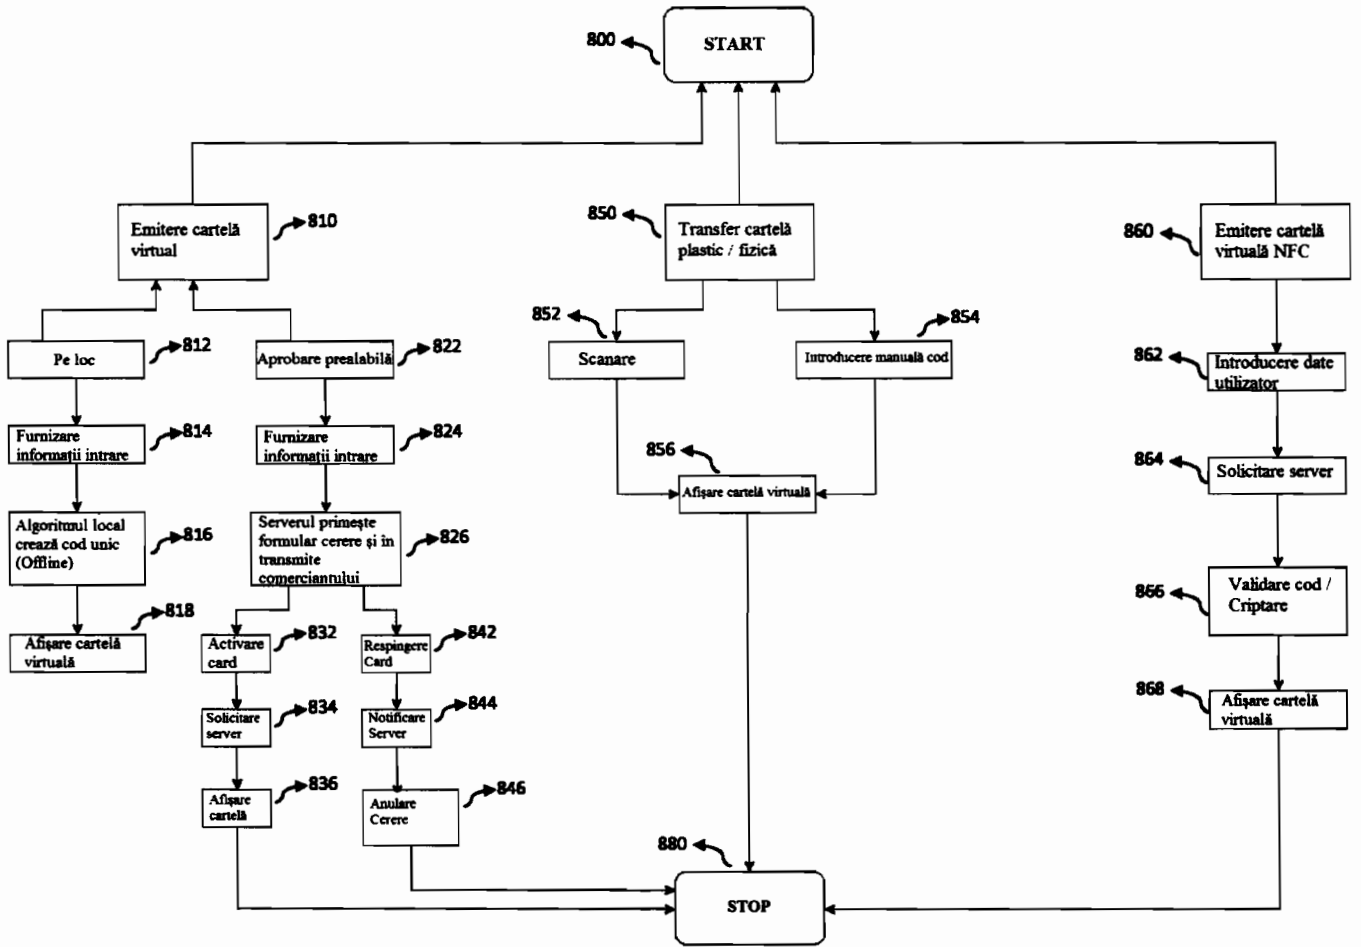 800
START
Emitere cartelă
virtual
810
850
Transfer cartelă
plastic / fizică
860
Emitere cartelă
virtuală NFC
Pe loc
812
Aprobare prealabilă
822
852
Scanare
854
Introducere manuală cod
862
Introducere date
utilizator
Furnizare
informații intrare
814
Furnizare
informații intrare
824
856
Afișare cartelă virtuală
864
Solicitare server
Algoritmul local
crează cod unic
(Offline)
816
Serverul primește
formular cerere și în
transmite
comerciantului
826
866
Validare cod /
Criptare
818
Afișare cartelă
virtuală
Activare
card
832
Respingere
Card
842
868
Afișare cartelă
virtuală
Solicitare
server
834
Notificare
Server
844
Afișare
cartelă
836
Anulare
Cerere
846
880
STOP